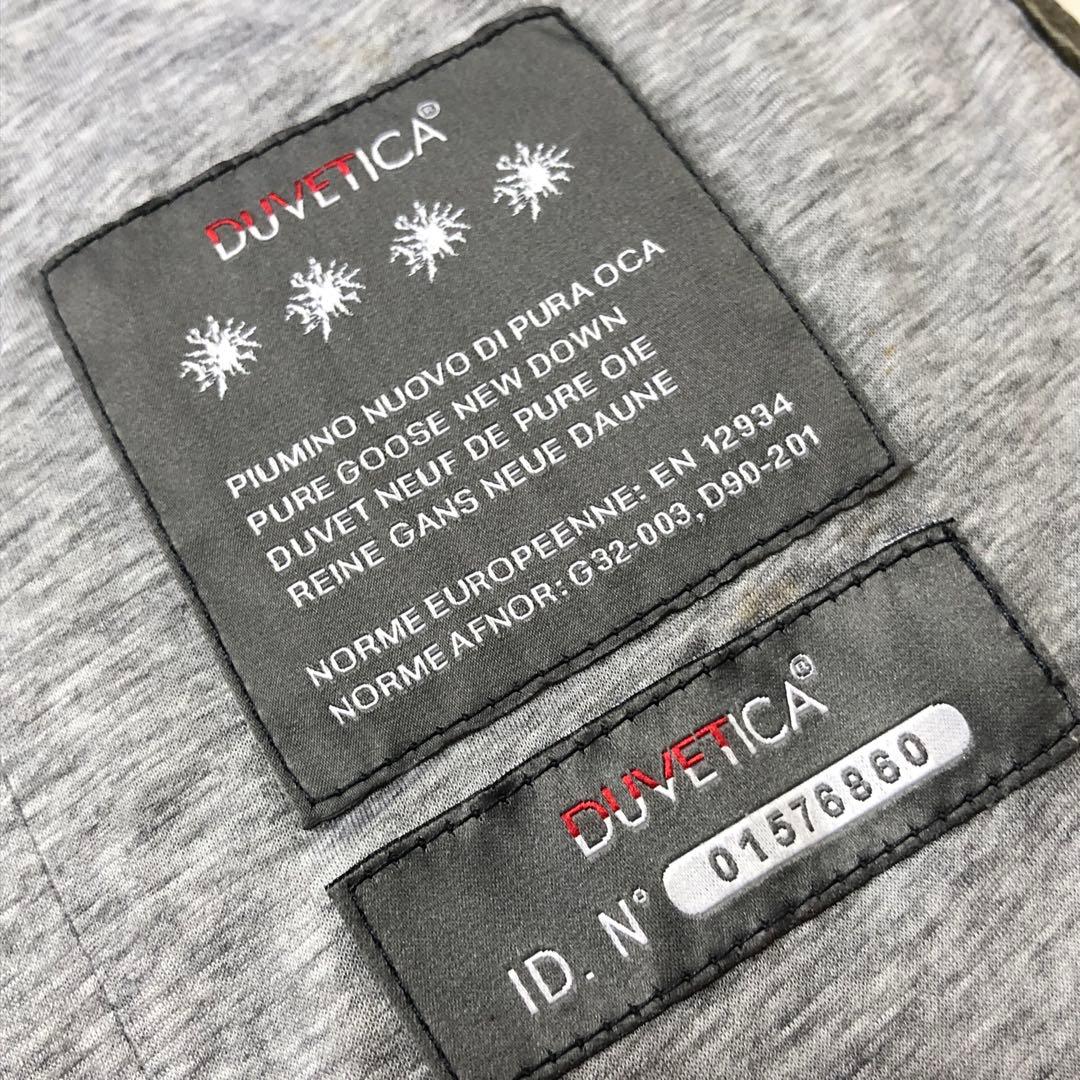 DUVETICA®
PIUMINO NUOVO DI PURA OCA
PURE GOOSE NEW DOWN
DUVET NEUF DE PURE OIE
REINE GANS NEUE DAUNE
NORME EUROPEENNE: EN 12934
NORME AFNOR: G32-003, D90-201
DUVETICA®
ID. N° 01576860